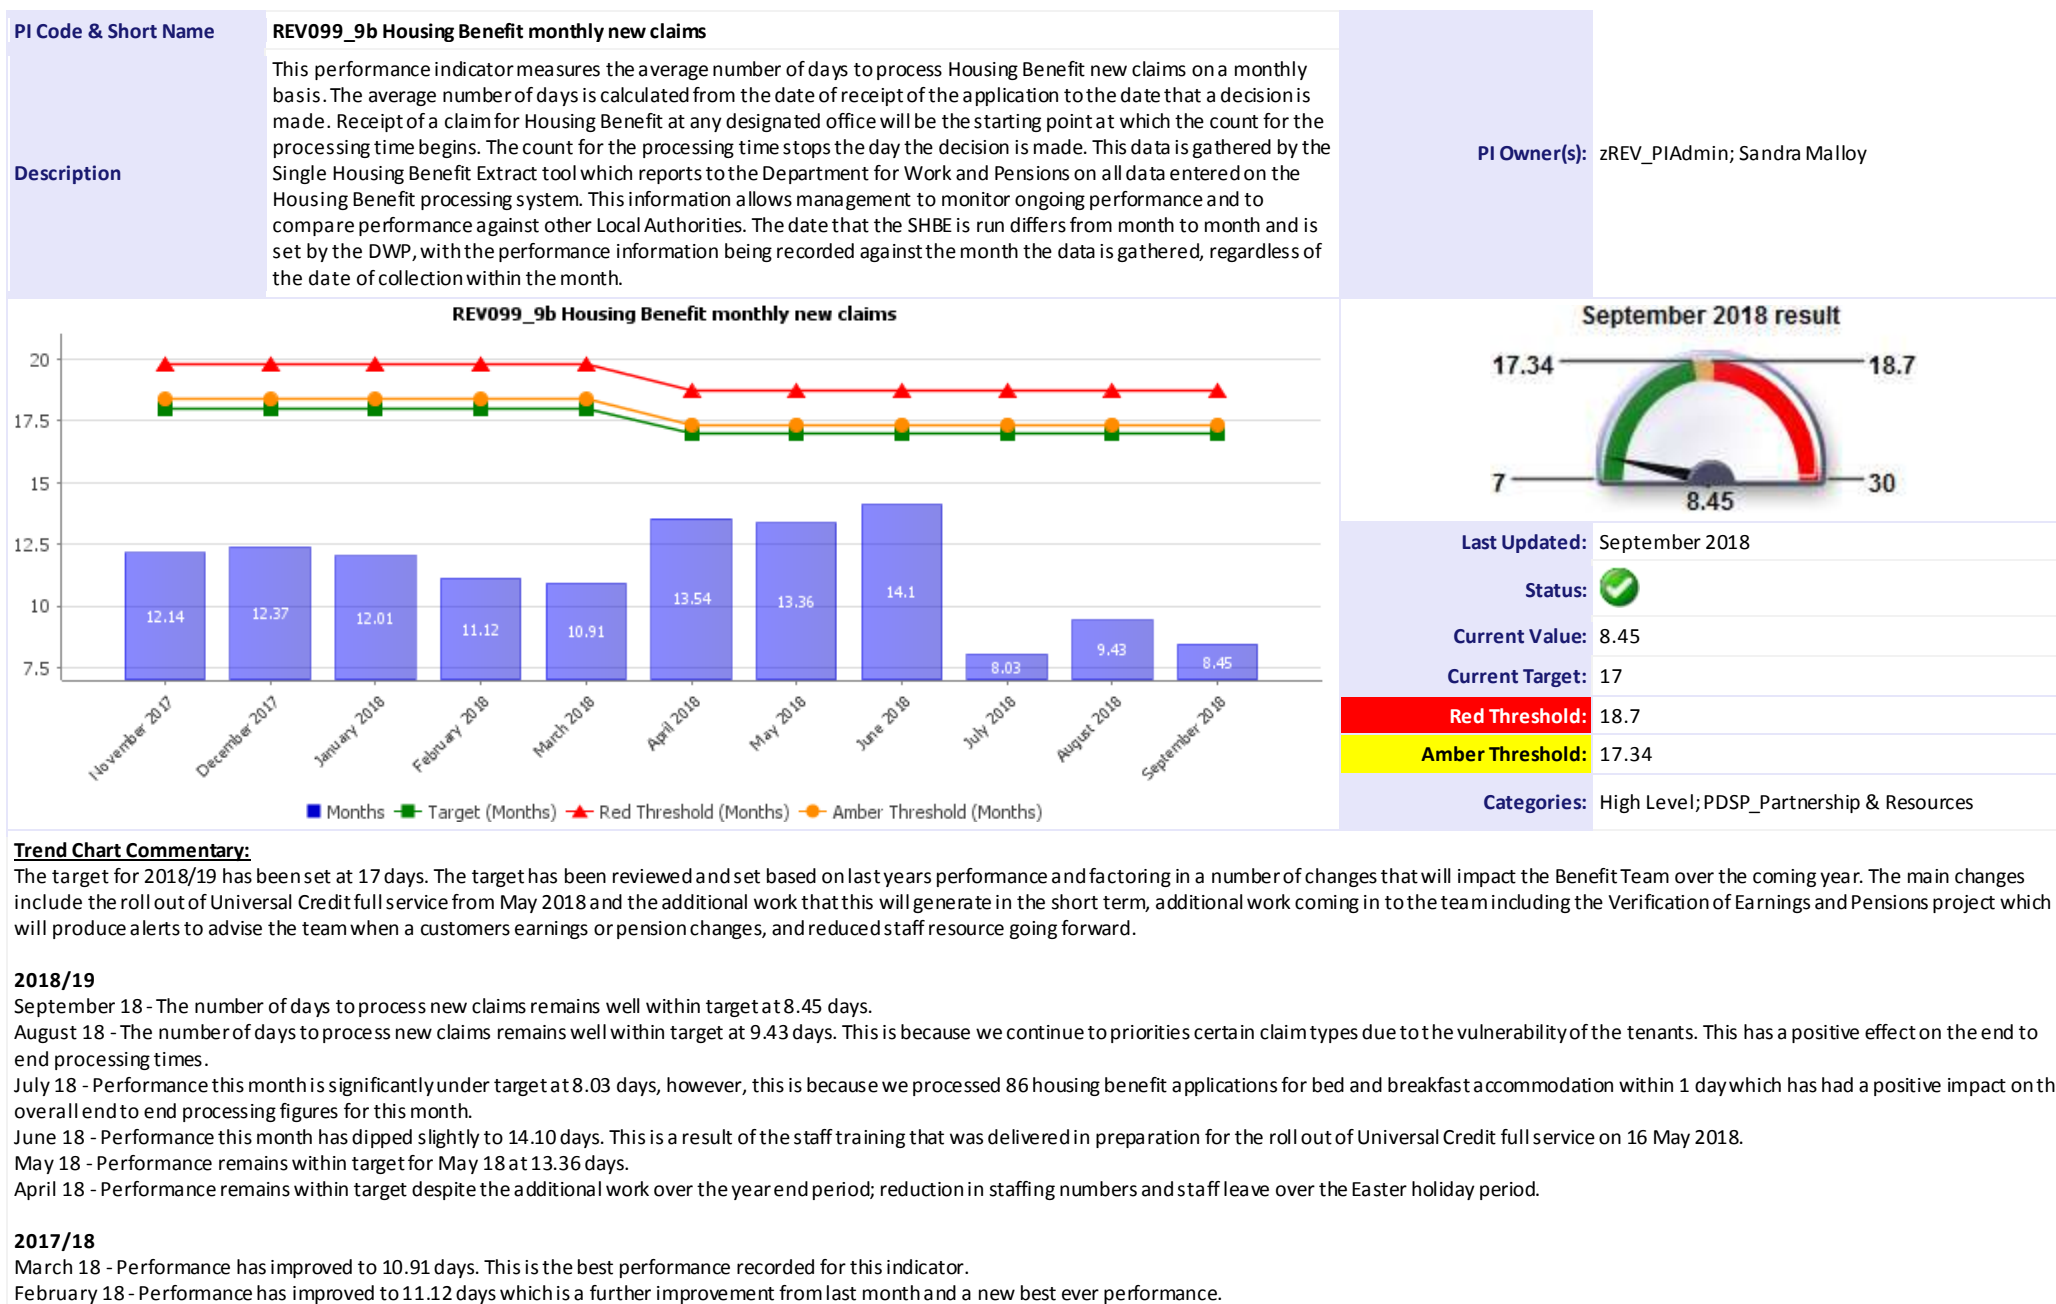 PI Code & Short Name
REV099_9b Housing Benefit monthly new claims
Description
This performance indicator measures the average number of days to process Housing Benefit new claims on a monthly
basis. The average number of days is calculated from the date of receipt of the application to the date that a decision is
made. Receipt of a claim for Housing Benefit at any designated office will be the starting point at which the count for the
processing time begins. The count for the processing time stops the day the decision is made. This data is gathered by the
Single Housing Benefit Extract tool which reports to the Department for Work and Pensions on all data entered on the
Housing Benefit processing system. This information allows management to monitor ongoing performance and to
compare performance against other Local Authorities. The date that the SHBE is run differs from month to month and is
set by the DWP, with the performance information being recorded against the month the data is gathered, regardless of
the date of collection within the month.
PI Owner(s): zREV_PIAdmin; Sandra Malloy
REV099_9b Housing Benefit monthly new claims
20
17.5
15
12.5
10
7.5
12.14
12.37
12.01
11.12
10.91
13.54
13.36
14.1
8.03
9.43
8.45
November 2017
December 2017
January 2018
February 2018
March 2018
April 2018
May 2018
June 2018
July 2018
August 2018
September 2018
Months Target (Months) Red Threshold (Months) Amber Threshold (Months)
September 2018 result
17.34
18.7
7
30
8.45
Last Updated: September 2018
Status:
Current Value: 8.45
Current Target: 17
Red Threshold: 18.7
Amber Threshold: 17.34
Categories: High Level; PDSP_Partnership & Resources
Trend Chart Commentary:
The target for 2018/19 has been set at 17 days. The target has been reviewed and set based on last years performance and factoring in a number of changes that will impact the Benefit Team over the coming year. The main changes
include the roll out of Universal Credit full service from May 2018 and the additional work that this will generate in the short term, additional work coming in to the team including the Verification of Earnings and Pensions project which
will produce alerts to advise the team when a customers earnings or pension changes, and reduced staff resource going forward.
2018/19
September 18 - The number of days to process new claims remains well within target at 8.45 days.
August 18 - The number of days to process new claims remains well within target at 9.43 days. This is because we continue to priorities certain claim types due to the vulnerability of the tenants. This has a positive effect on the end to
end processing times.
July 18 - Performance this month is significantly under target at 8.03 days, however, this is because we processed 86 housing benefit applications for bed and breakfast accommodation within 1 day which has had a positive impact on th
overall end to end processing figures for this month.
June 18 - Performance this month has dipped slightly to 14.10 days. This is a result of the staff training that was delivered in preparation for the roll out of Universal Credit full service on 16 May 2018.
May 18 - Performance remains within target for May 18 at 13.36 days.
April 18 - Performance remains within target despite the additional work over the year end period; reduction in staffing numbers and staff leave over the Easter holiday period.
2017/18
March 18 - Performance has improved to 10.91 days. This is the best performance recorded for this indicator.
February 18 - Performance has improved to 11.12 days which is a further improvement from last month and a new best ever performance.